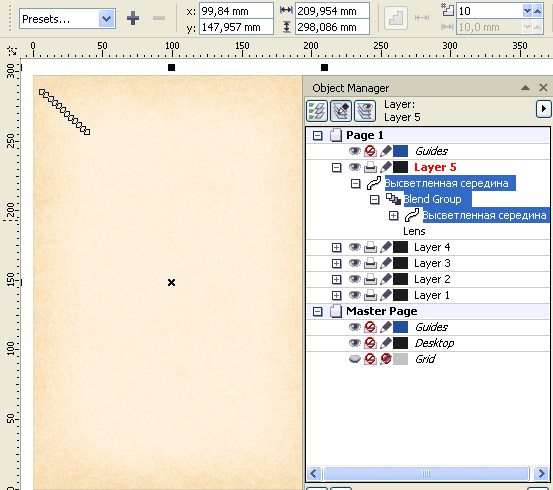 Presets...
x: 99,84 mm
y: 147,957 mm
209,954 mm
298,086 mm
10
10,0 mm
0 50 100 150 200 250 300 350
300
250
200
150
100
50
0
Object Manager
Layer:
Layer 5
Page 1
Guides
Layer 5
Высветленная середина
Blend Group
Высветленная середина
Lens
Layer 4
Layer 3
Layer 2
Layer 1
Master Page
Guides
Desktop
Grid